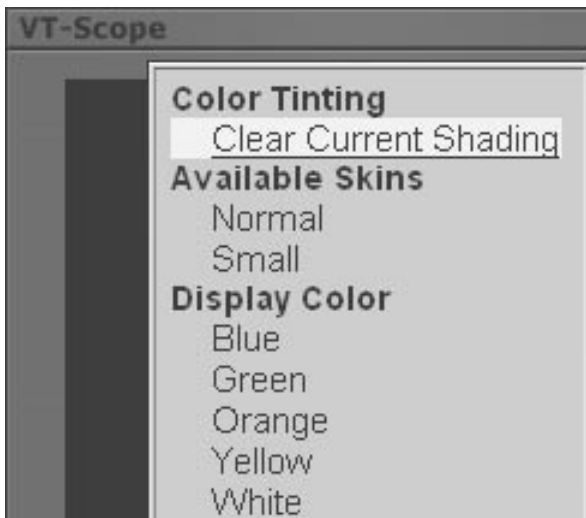 VT-Scope
Color Tinting
Clear Current Shading
Available Skins
Normal
Small
Display Color
Blue
Green
Orange
Yellow
White